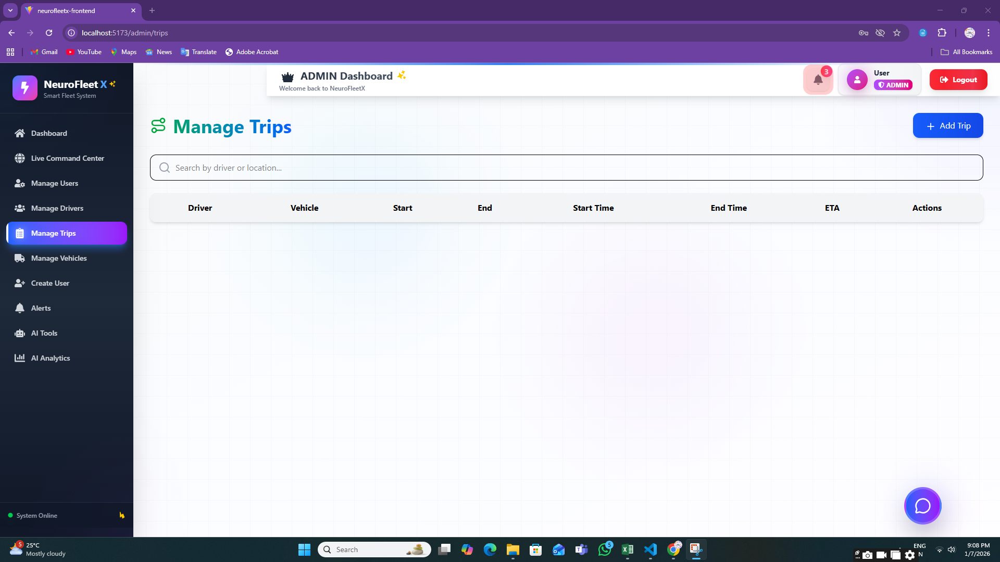 neurofleetx-frontend
localhost:5173/admin/trips
Gmail
YouTube
Maps
News
Translate
Adobe Acrobat
All Bookmarks
NeuroFleet X
Smart Fleet System
ADMIN Dashboard
Welcome back to NeuroFleetX
3
User
ADMIN
Logout
Dashboard
Live Command Center
Manage Users
Manage Drivers
Manage Trips
Manage Vehicles
Create User
Alerts
AI Tools
AI Analytics
System Online
Manage Trips
Add Trip
Search by driver or location...
Driver Vehicle Start End Start Time End Time ETA Actions
5
25°C
Mostly cloudy
Search
5
ENG
N
9:08 PM
1/7/2026